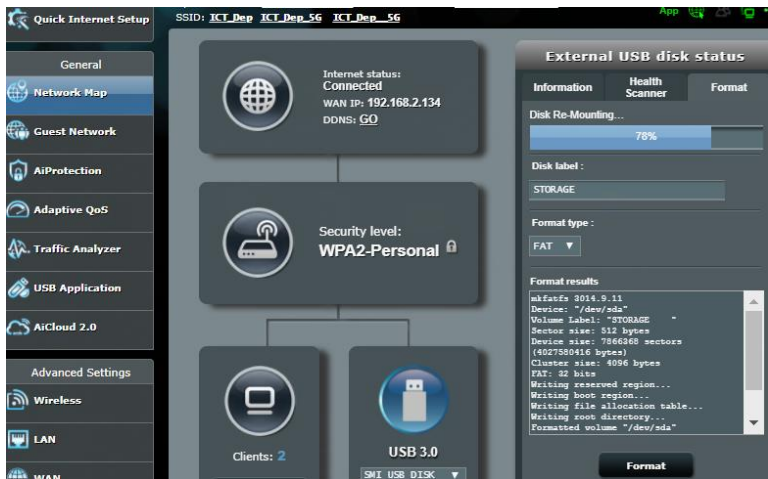 Quick Internet Setup
SSID: ICT_Dep ICT_Dep_5G ICT_Dep__5G
App
General
Network Map
Guest Network
AiProtection
Adaptive QoS
Traffic Analyzer
USB Application
AiCloud 2.0
Advanced Settings
Wireless
LAN
WAN
Internet status:
Connected
WAN IP: 192.168.2.134
DDNS: GO
Security level:
WPA2-Personal
Clients: 2
USB 3.0
SMI USB DISK
External USB disk status
Information
Health
Scanner
Format
Disk Re-Mounting...
78%
Disk label :
STORAGE
Format type :
FAT
Format results
mkfatfs 3014.9.11
Device: "/dev/sda"
Volume Label: "STORAGE    "
Sector size: 512 bytes
Device size: 7866368 sectors
(4027580416 bytes)
Cluster size: 4096 bytes
FAT: 32 bits
Writing reserved region...
Writing boot region...
Writing file allocation table...
Writing root directory...
Formatted volume "/dev/sda"
Format